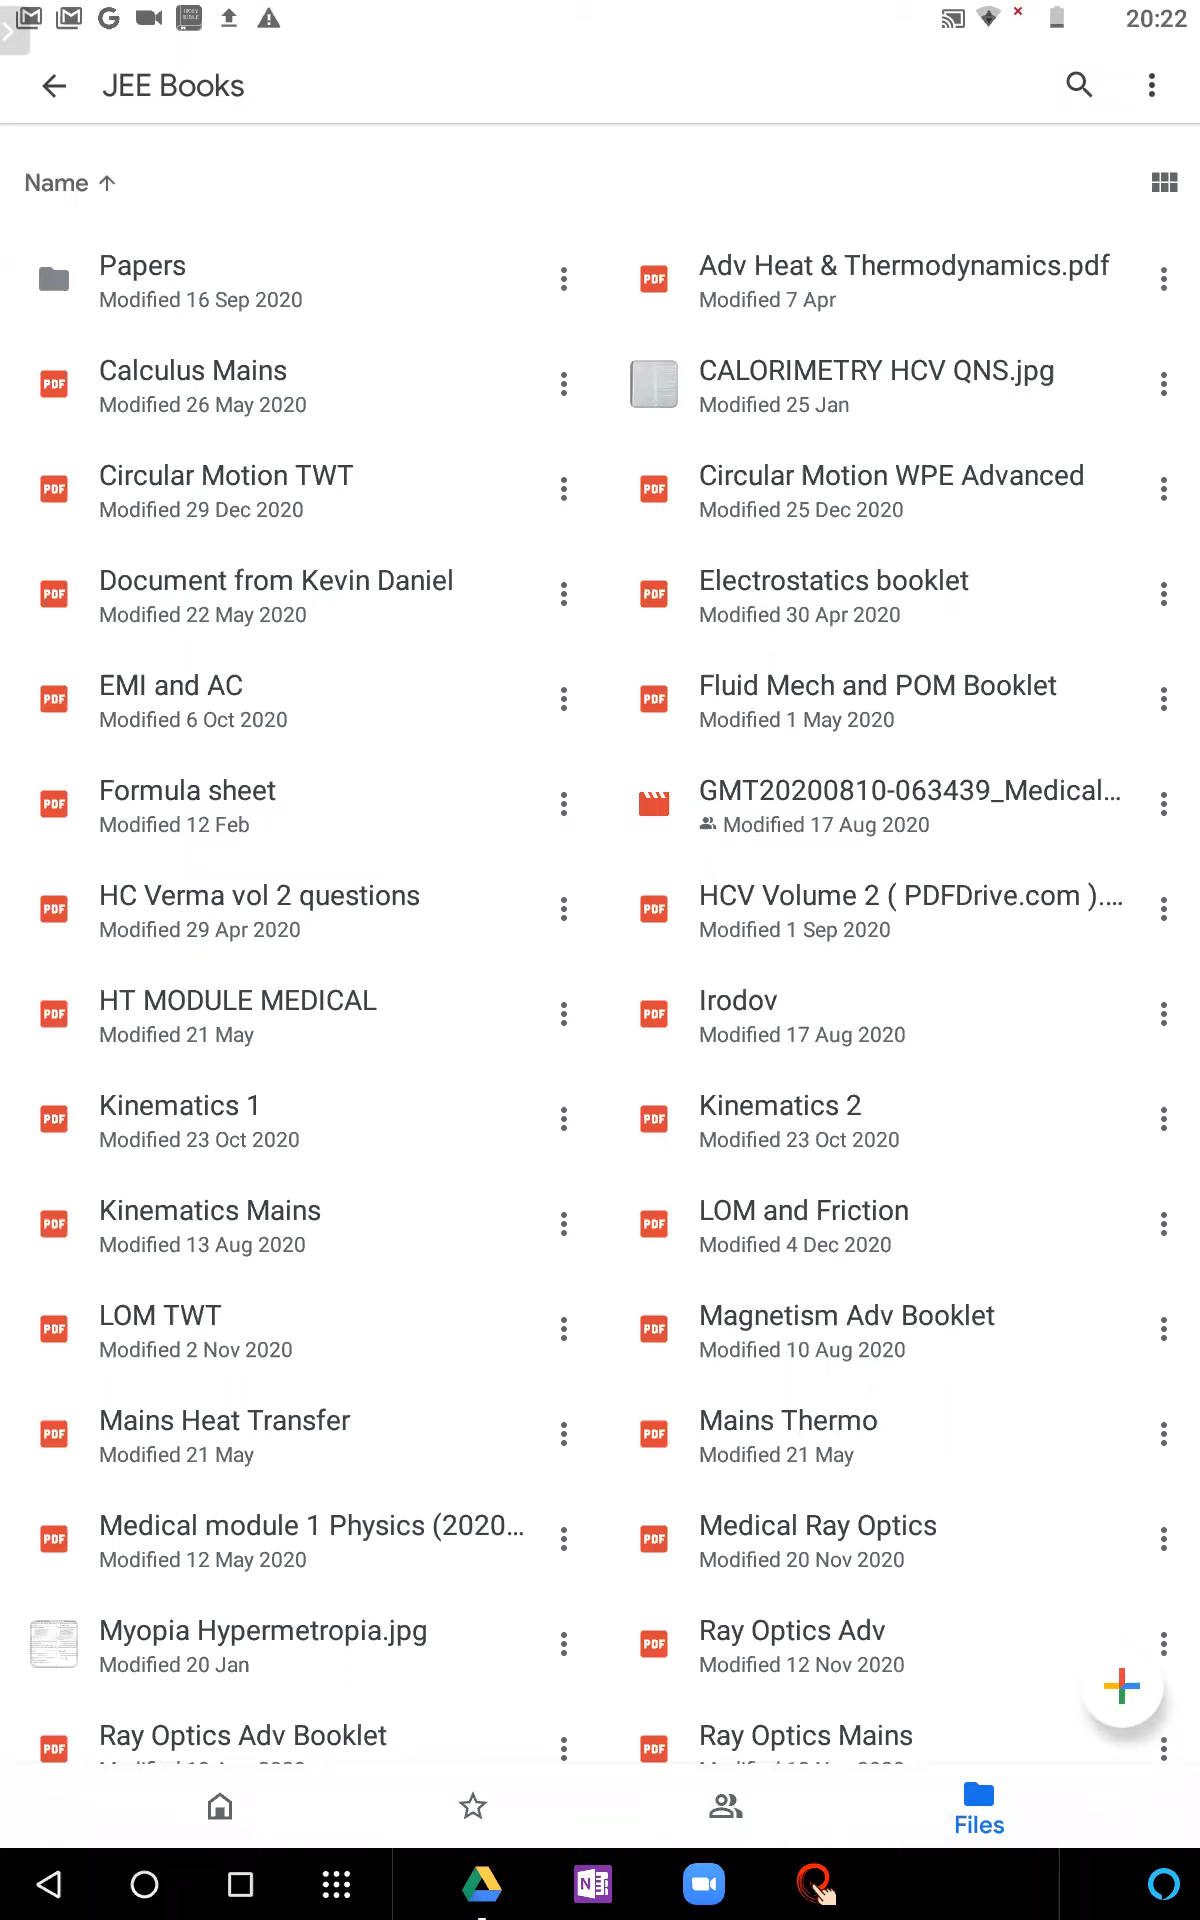 20:22
JEE Books
Name
Papers
Modified 16 Sep 2020
Adv Heat & Thermodynamics.pdf
Modified 7 Apr
PDF
Calculus Mains
Modified 26 May 2020
CALORIMETRY HCV QNS.jpg
Modified 25 Jan
Circular Motion TWT
Modified 29 Dec 2020
Circular Motion WPE Advanced
Modified 25 Dec 2020
Document from Kevin Daniel
Modified 22 May 2020
Electrostatics booklet
Modified 30 Apr 2020
EMI and AC
Modified 6 Oct 2020
Fluid Mech and POM Booklet
Modified 1 May 2020
Formula sheet
Modified 12 Feb
GMT20200810-063439_Medical...
Modified 17 Aug 2020
HC Verma vol 2 questions
Modified 29 Apr 2020
HCV Volume 2 ( PDFDrive.com )....
Modified 1 Sep 2020
HT MODULE MEDICAL
Modified 21 May
Irodov
Modified 17 Aug 2020
Kinematics 1
Modified 23 Oct 2020
Kinematics 2
Modified 23 Oct 2020
Kinematics Mains
Modified 13 Aug 2020
LOM and Friction
Modified 4 Dec 2020
LOM TWT
Modified 2 Nov 2020
Magnetism Adv Booklet
Modified 10 Aug 2020
Mains Heat Transfer
Modified 21 May
Mains Thermo
Modified 21 May
Medical module 1 Physics (2020...
Modified 12 May 2020
Medical Ray Optics
Modified 20 Nov 2020
Myopia Hypermetropia.jpg
Modified 20 Jan
Ray Optics Adv
Modified 12 Nov 2020
Ray Optics Adv Booklet
Ray Optics Mains
Files